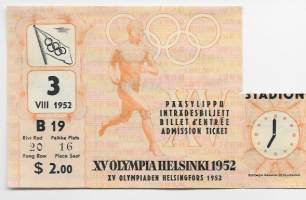 3
VIII 1952
B 19
Rivi Rad Paikka Plats
20 16
Rang Row Place Seat
$ 2.00
XV
PÄÄSYLIPPU
INTRÄDESBILJETT
BILLET d'ENTRÉE
ADMISSION TICKET
STADION
XV OLYMPIA HELSINKI 1952
XV OLYMPIADEN HELSINGFORS 1952